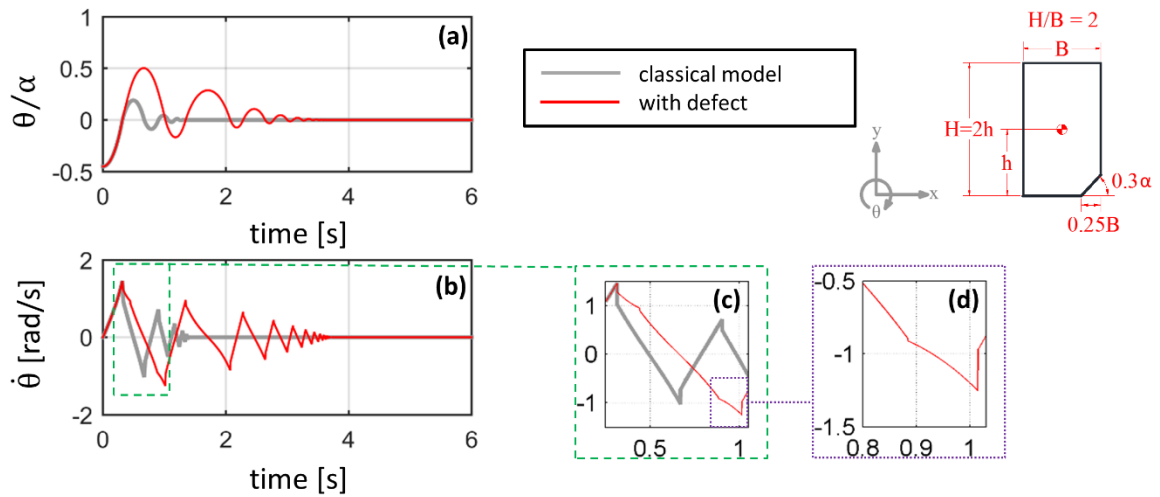 1
0.5
0
-0.5
θ/α
(a)
0
2
4
6
time [s]
classical model
with defect
H/B = 2
B
H=2h
h
0.3α
0.25B
y
x
θ
2
0
-2
θ̇ [rad/s]
(b)
0
2
4
6
time [s]
1
0
-1
(c)
0.5
1
-0.5
-1
-1.5
(d)
0.8
0.9
1